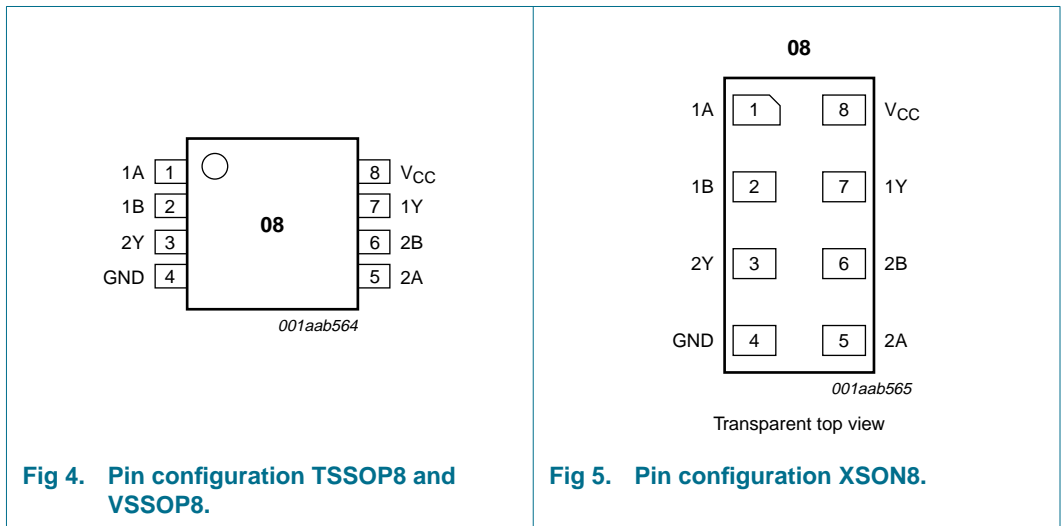 1A 1 8 VCC
1B 2 7 1Y
08
2Y 3 6 2B
GND 4 5 2A
001aab564
Fig 4. Pin configuration TSSOP8 and
VSSOP8.
08
1A 1 8 VCC
1B 2 7 1Y
2Y 3 6 2B
GND 4 5 2A
001aab565
Transparent top view
Fig 5. Pin configuration XSON8.